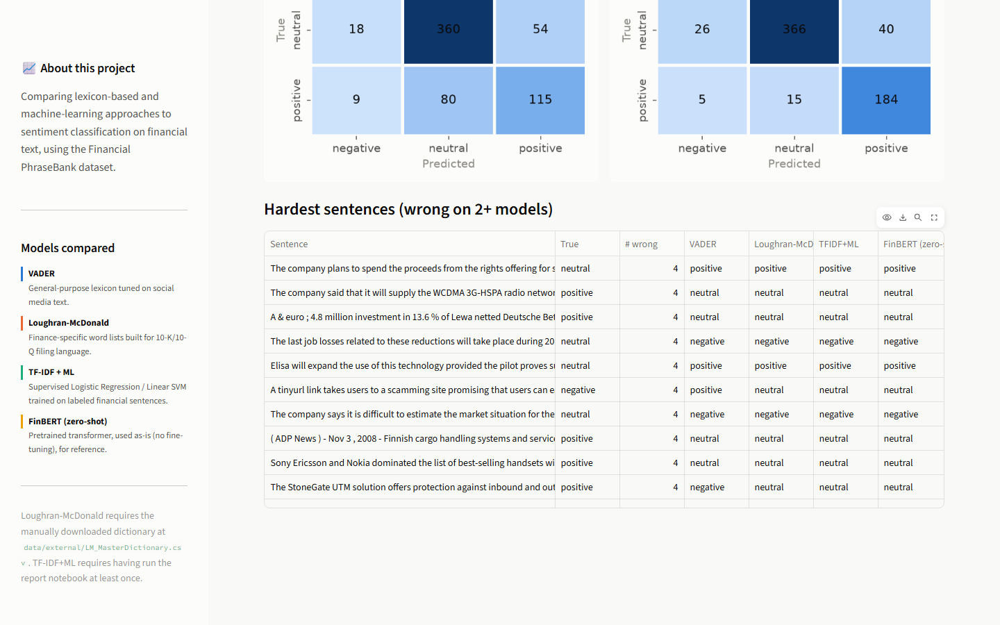 📈 About this project
Comparing lexicon-based and
machine-learning approaches to
sentiment classification on financial
text, using the Financial
PhraseBank dataset.
Models compared
VADER
General-purpose lexicon tuned on social
media text.
Loughran-McDonald
Finance-specific word lists built for 10-K/10-
Q filing language.
TF-IDF + ML
Supervised Logistic Regression / Linear SVM
trained on labeled financial sentences.
FinBERT (zero-shot)
Pretrained transformer, used as-is (no fine-
tuning), for reference.
Loughran-McDonald requires the
manually downloaded dictionary at
data/external/LM_MasterDictionary.cs
v . TF-IDF+ML requires having run the
report notebook at least once.
True
neutral
18 360 54
positive
9 80 115
negative neutral positive
Predicted
True
neutral
26 366 40
positive
5 15 184
negative neutral positive
Predicted
Hardest sentences (wrong on 2+ models)
Sentence True # wrong VADER Loughran-McD TFIDF+ML FinBERT (zero-s
The company plans to spend the proceeds from the rights offering for s neutral 4 positive positive positive positive
The company said that it will supply the WCDMA 3G-HSPA radio networ positive 4 neutral neutral neutral neutral
A & euro ; 4.8 million investment in 13.6 % of Lewa netted Deutsche Bet positive 4 neutral neutral neutral neutral
The last job losses related to these reductions will take place during 20 neutral 4 negative negative negative negative
Elisa will expand the use of this technology provided the pilot proves su neutral 4 positive positive positive positive
A tinyurl link takes users to a scamming site promising that users can e negative 4 positive neutral neutral neutral
The company says it is difficult to estimate the market situation for the neutral 4 negative negative negative negative
( ADP News ) - Nov 3 , 2008 - Finnish cargo handling systems and service positive 4 neutral neutral neutral neutral
Sony Ericsson and Nokia dominated the list of best-selling handsets wi positive 4 neutral neutral neutral neutral
The StoneGate UTM solution offers protection against inbound and out positive 4 negative neutral neutral neutral